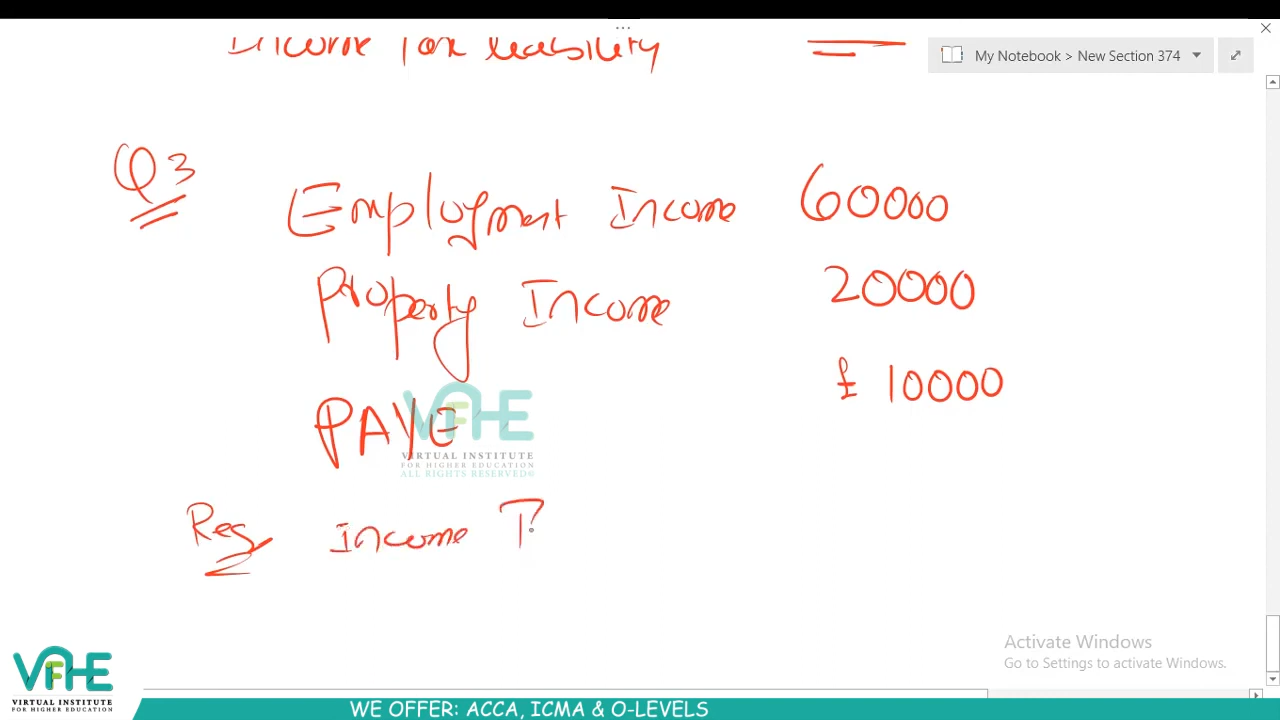 Income Tax liability
My Notebook > New Section 374
Q3
Employment Income 60000
Property Income 20000
PAYE £ 10000
VIFHE
VIRTUAL INSTITUTE
FOR HIGHER EDUCATION
ALL RIGHTS RESERVED©
Req Income T
Activate Windows
Go to Settings to activate Windows.
VIFHE
VIRTUAL INSTITUTE
FOR HIGHER EDUCATION
WE OFFER: ACCA, ICMA & O-LEVELS